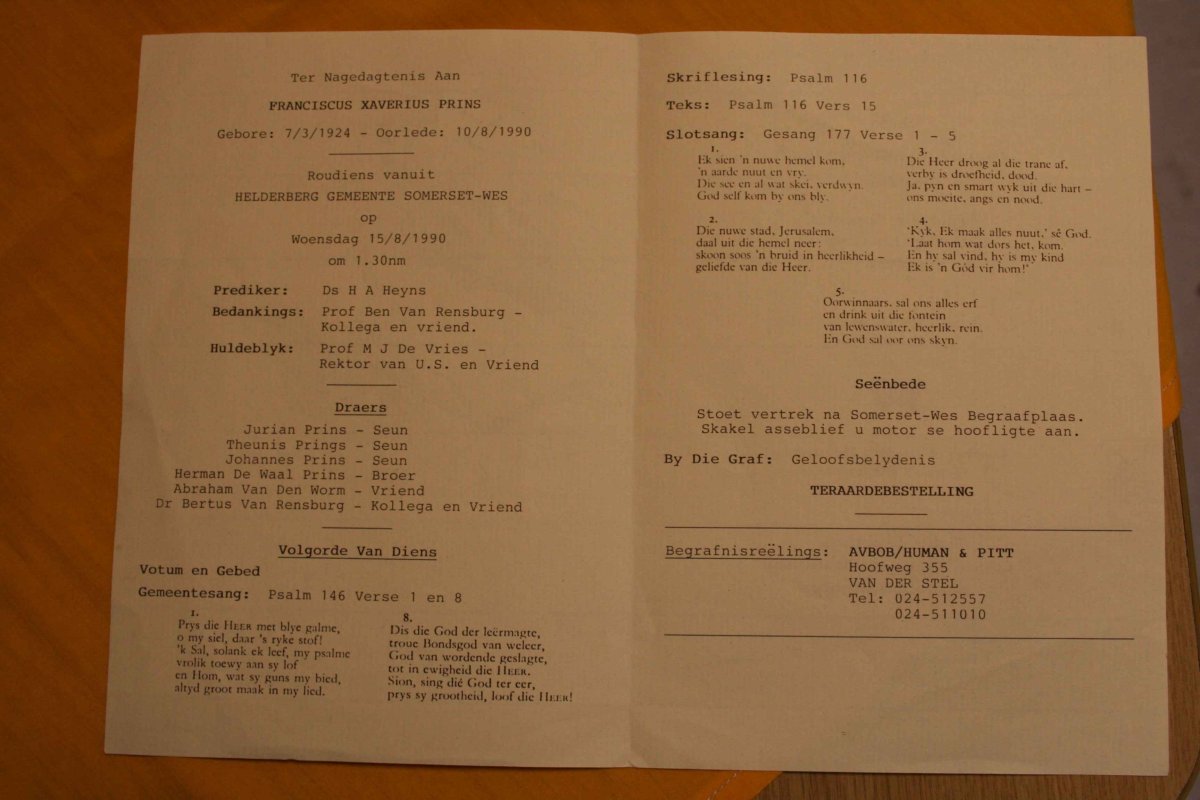 Ter Nagedagtenis Aan
FRANCISCUS XAVERIUS PRINS
Gebore: 7/3/1924 - Oorlede: 10/8/1990
Roudiens vanuit
HELDERBERG GEMEENTE SOMERSET-WES
op
Woensdag 15/8/1990
om 1.30nm
Prediker: Ds H A Heyns
Bedankings: Prof Ben Van Rensburg -
Kollega en vriend.
Huldeblyk: Prof M J De Vries -
Rektor van U.S. en Vriend
Draers
Jurian Prins - Seun
Theunis Prings - Seun
Johannes Prins - Seun
Herman De Waal Prins - Broer
Abraham Van Den Worm - Vriend
Dr Bertus Van Rensburg - Kollega en Vriend
Volgorde Van Diens
Votum en Gebed
Gemeentesang: Psalm 146 Verse 1 en 8
1.
Prys die HEER met blye galme,
o my siel, daar 's ryke stof!
'k Sal, solank ek leef, my psalme
vrolik toewy aan sy lof
en Hom, wat sy guns my bied,
altyd groot maak in my lied.
8.
Dis die God der leërmagte,
troue Bondsgod van weleer,
God van wordende geslagte,
tot in ewigheid die HEER.
Sion, sing dié God ter eer,
prys sy grootheid, loof die HEER!
Skriflesing: Psalm 116
Teks: Psalm 116 Vers 15
Slotsang: Gesang 177 Verse 1 - 5
1.
Ek sien 'n nuwe hemel kom,
'n aarde nuut en vry.
Die see en al wat skei, verdwyn.
God self kom by ons bly.
2.
Die nuwe stad, Jerusalem,
daal uit die hemel neer:
skoon soos 'n bruid in heerlikheid –
geliefde van die Heer.
3.
Die Heer droog al die trane af,
verby is droefheid, dood.
Ja, pyn en smart wyk uit die hart –
ons moeite, angs en nood.
4.
'Kyk, Ek maak alles nuut,' sê God.
'Laat hom wat dors het, kom.
En hy sal vind, hy is my kind
Ek is 'n Gód vir hom!'
5.
Oorwinnaars, sal ons alles erf
en drink uit die fontein
van lewenswater, heerlik, rein.
En God sal oor ons skyn.
Seënbede
Stoet vertrek na Somerset-Wes Begraafplaas.
Skakel asseblief u motor se hoofligte aan.
By Die Graf: Geloofsbelydenis
TERAARDEBESTELLING
Begrafnisreëlings: AVBOB/HUMAN & PITT
Hoofweg 355
VAN DER STEL
Tel: 024-512557
024-511010